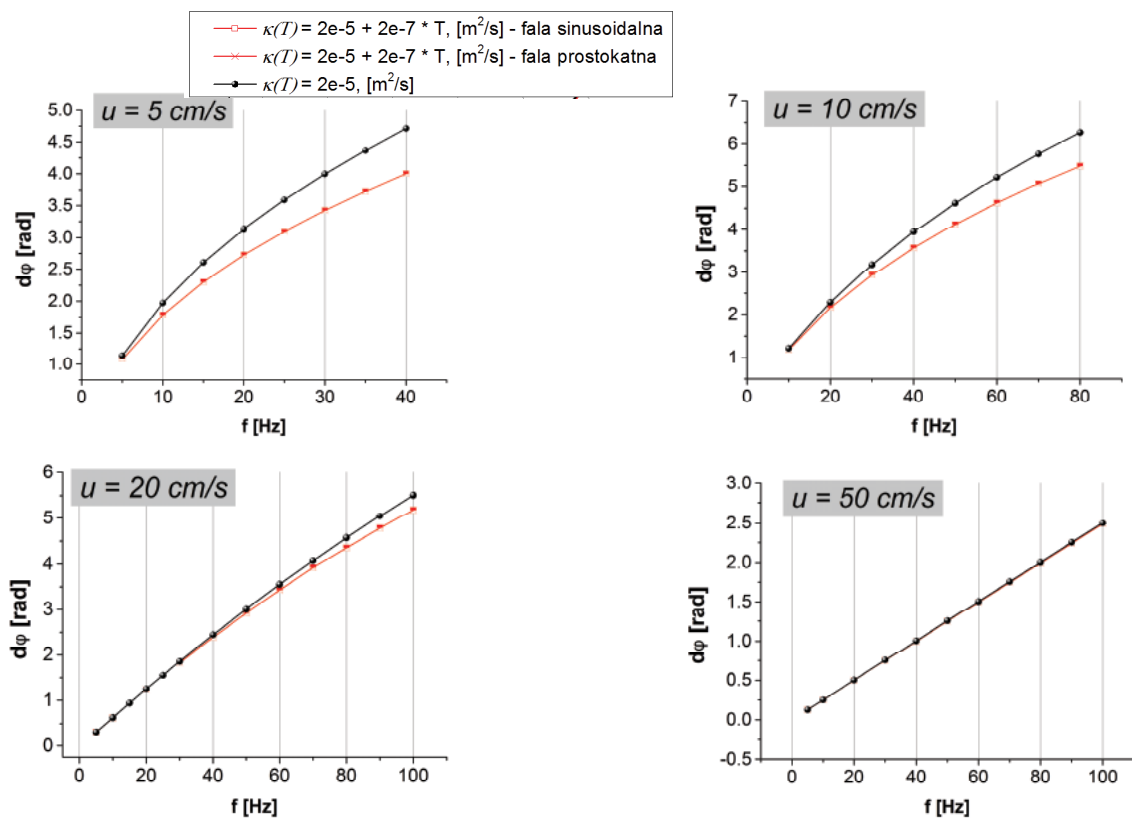 κ(T) = 2e-5 + 2e-7 * T, [m²/s] - fala sinusoidalna
κ(T) = 2e-5 + 2e-7 * T, [m²/s] - fala prostokatna
κ(T) = 2e-5, [m²/s]
u = 5 cm/s
5.0
4.5
4.0
3.5
3.0
2.5
2.0
1.5
1.0
dφ [rad]
0 10 20 30 40
f [Hz]
u = 10 cm/s
7
6
5
4
3
2
1
dφ [rad]
0 20 40 60 80
f [Hz]
u = 20 cm/s
6
5
4
3
2
1
0
dφ [rad]
0 20 40 60 80 100
f [Hz]
u = 50 cm/s
3.0
2.5
2.0
1.5
1.0
0.5
0.0
-0.5
dφ [rad]
0 20 40 60 80 100
f [Hz]